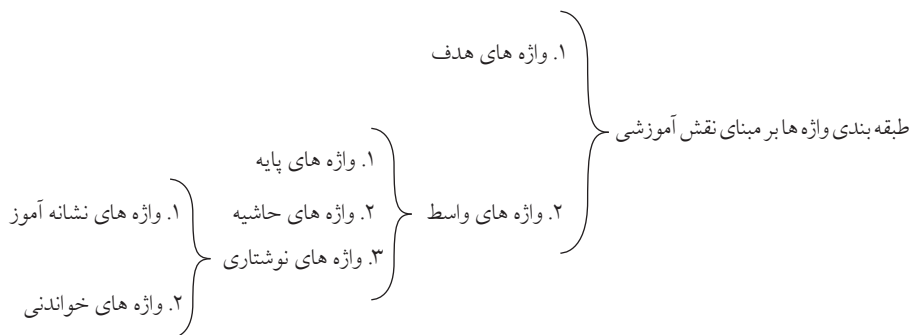 طبقه بندی واژه ها بر مبنای نقش آموزشی
۱. واژه های هدف
۲. واژه های واسط
۱. واژه های پایه
۲. واژه های حاشیه
۳. واژه های نوشتاری
۱. واژه های نشانه آموز
۲. واژه های خواندنی